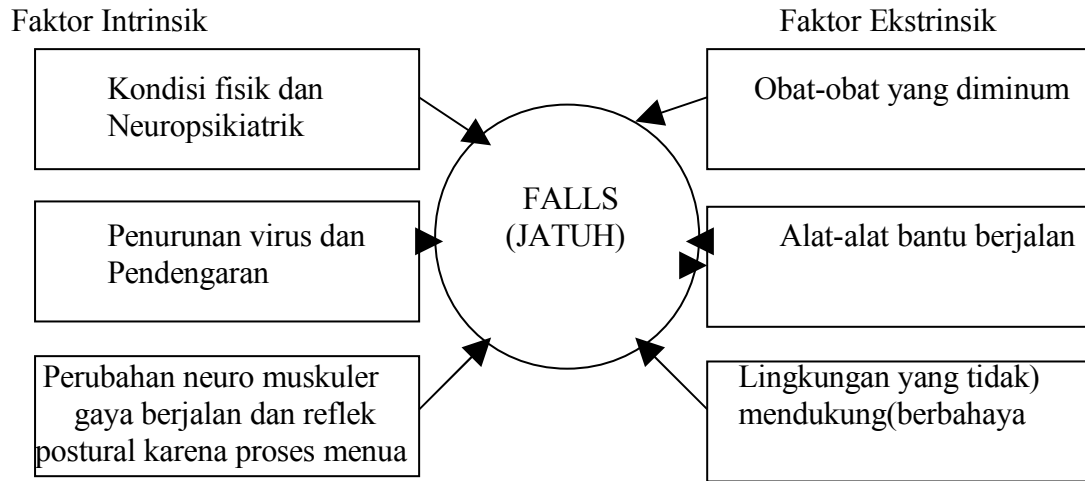 Faktor Intrinsik
Faktor Ekstrinsik
Kondisi fisik dan
Neuropsikiatrik
Penurunan virus dan
Pendengaran
Perubahan neuro muskuler
gaya berjalan dan reflek
postural karena proses menua
FALLS
(JATUH)
Obat-obat yang diminum
Alat-alat bantu berjalan
Lingkungan yang tidak)
mendukung(berbahaya